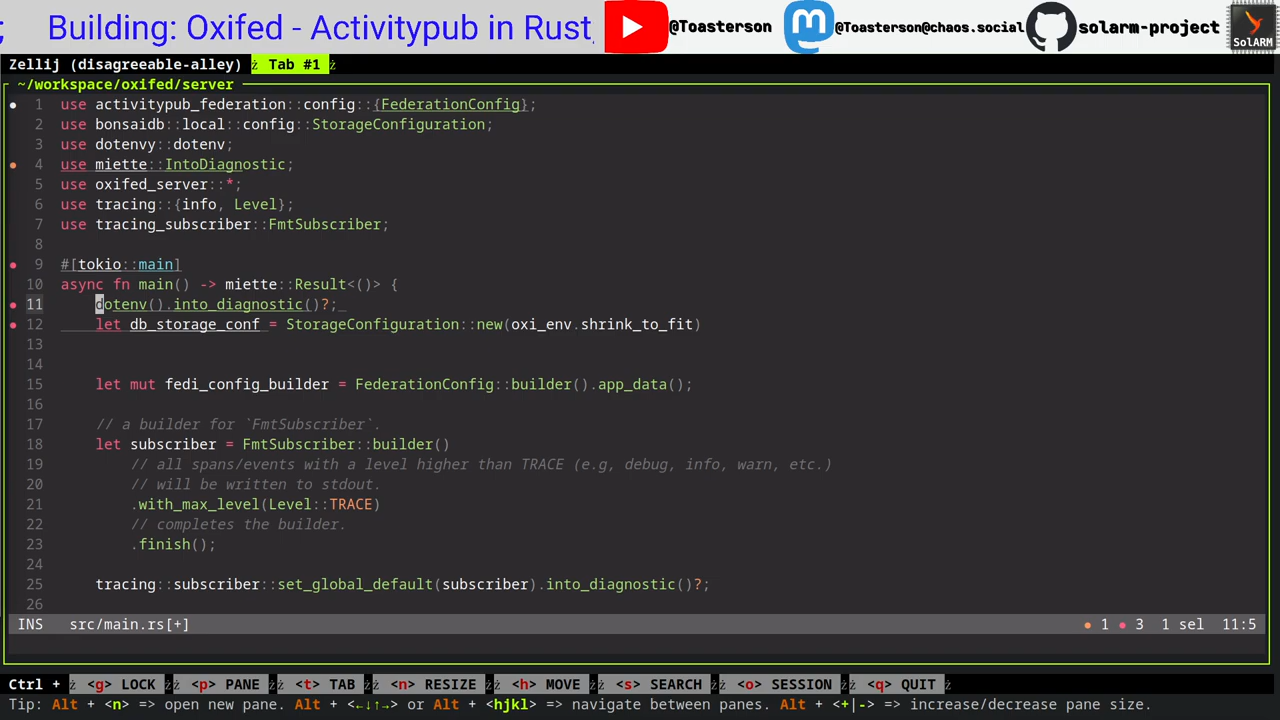 ; Building: Oxifed - Activitypub in Rust, @Toasterson @Toasterson@chaos.social solarm-project SolARM
Zellij (disagreeable-alley) Tab #1
~/workspace/oxifed/server
1 use activitypub_federation::config::{FederationConfig};
2 use bonsaidb::local::config::StorageConfiguration;
3 use dotenvy::dotenv;
4 use miette::IntoDiagnostic;
5 use oxifed_server::*;
6 use tracing::{info, Level};
7 use tracing_subscriber::FmtSubscriber;
8
9 #[tokio::main]
10 async fn main() -> miette::Result<()> {
11 dotenv().into_diagnostic()?;
12 let db_storage_conf = StorageConfiguration::new(oxi_env.shrink_to_fit)
13
14
15 let mut fedi_config_builder = FederationConfig::builder().app_data();
16
17 // a builder for `FmtSubscriber`.
18 let subscriber = FmtSubscriber::builder()
19 // all spans/events with a level higher than TRACE (e.g, debug, info, warn, etc.)
20 // will be written to stdout.
21 .with_max_level(Level::TRACE)
22 // completes the builder.
23 .finish();
24
25 tracing::subscriber::set_global_default(subscriber).into_diagnostic()?;
26
INS src/main.rs[+] ● 1 ● 3 1 sel 11:5
Ctrl + <g> LOCK <p> PANE <t> TAB <n> RESIZE <h> MOVE <s> SEARCH <o> SESSION <q> QUIT
Tip: Alt + <n> => open new pane. Alt + <←↓↑→> or Alt + <hjkl> => navigate between panes. Alt + <+|-> => increase/decrease pane size.